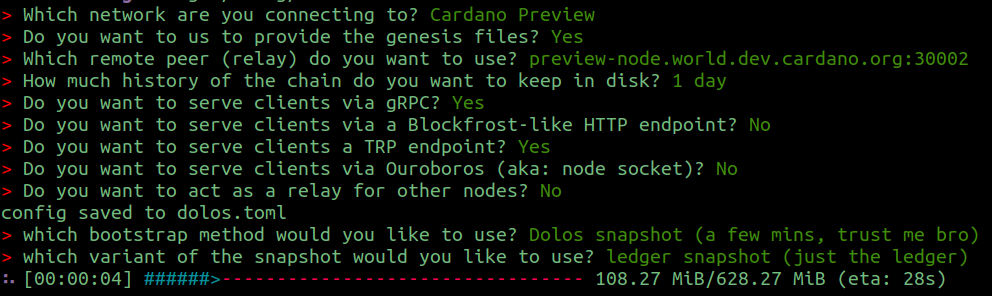 > Which network are you connecting to? Cardano Preview
> Do you want to us to provide the genesis files? Yes
> Which remote peer (relay) do you want to use? preview-node.world.dev.cardano.org:30002
> How much history of the chain do you want to keep in disk? 1 day
> Do you want to serve clients via gRPC? Yes
> Do you want to serve clients via a Blockfrost-like HTTP endpoint? No
> Do you want to serve clients a TRP endpoint? Yes
> Do you want to serve clients via Ouroboros (aka: node socket)? No
> Do you want to act as a relay for other nodes? No
config saved to dolos.toml
> which bootstrap method would you like to use? Dolos snapshot (a few mins, trust me bro)
> which variant of the snapshot would you like to use? ledger snapshot (just the ledger)
⠦ [00:00:04] ######>--------------------------------- 108.27 MiB/628.27 MiB (eta: 28s)